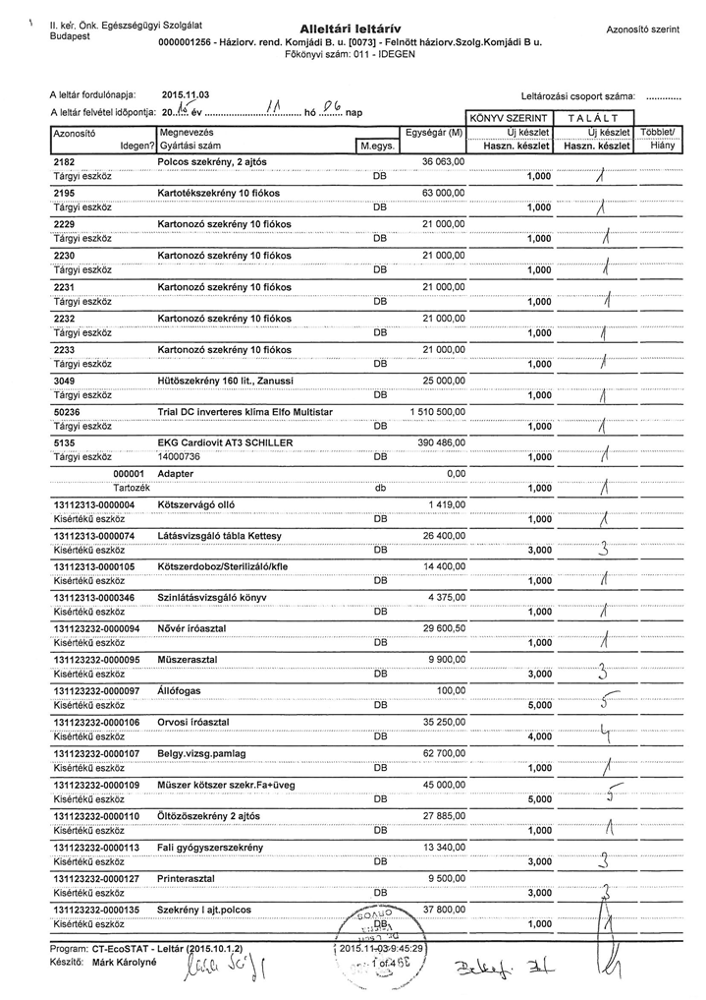 II. ker. Önk. Egészségügyi Szolgálat
Budapest
Alleltári leltárív
Azonosító szerint
0000001256 - Háziorv. rend. Komjádi B. u. [0073] - Felnött háziorv.Szolg.Komjádi B u.
Főkönyvi szám: 011 - IDEGEN
A leltár fordulónapja: 2015.11.03
Leltározási csoport száma: ..............
A leltár felvétel időpontja: 2015 év 11 hó 06 nap
KÖNYV SZERINT TALÁLT
Azonosító Megnevezés Egységár (M) Új készlet Új készlet Többlet/
Idegen? Gyártási szám M.egys. Haszn. készlet Haszn. készlet Hiány
2182 Polcos szekrény, 2 ajtós 36 063,00
Tárgyi eszköz DB 1,000 1
2195 Kartotékszekrény 10 fiókos 63 000,00
Tárgyi eszköz DB 1,000 1
2229 Kartonozó szekrény 10 fiókos 21 000,00
Tárgyi eszköz DB 1,000 1
2230 Kartonozó szekrény 10 fiókos 21 000,00
Tárgyi eszköz DB 1,000 1
2231 Kartonozó szekrény 10 fiókos 21 000,00
Tárgyi eszköz DB 1,000 1
2232 Kartonozó szekrény 10 fiókos 21 000,00
Tárgyi eszköz DB 1,000 1
2233 Kartonozó szekrény 10 fiókos 21 000,00
Tárgyi eszköz DB 1,000 1
3049 Hütöszekrény 160 lit., Zanussi 25 000,00
Tárgyi eszköz DB 1,000 1
50236 Trial DC inverteres klima Elfo Multistar 1 510 500,00
Tárgyi eszköz DB 1,000 1
5135 EKG Cardiovit AT3 SCHILLER 390 486,00
Tárgyi eszköz 14000736 DB 1,000 1
000001 Adapter 0,00
Tartozék db 1,000 1
13112313-0000004 Kötszervágó olló 1 419,00
Kisértékű eszköz DB 1,000 1
13112313-0000074 Látásvizsgáló tábla Kettesy 26 400,00
Kisértékű eszköz DB 3,000 3
13112313-0000105 Kötszerdoboz/Sterilizáló/kfle 14 400,00
Kisértékű eszköz DB 1,000 1
13112313-0000346 Szinlátásvizsgáló könyv 4 375,00
Kisértékű eszköz DB 1,000 1
131123232-0000094 Nővér íróasztal 29 600,50
Kisértékű eszköz DB 1,000 1
131123232-0000095 Müszerasztal 9 900,00
Kisértékű eszköz DB 3,000 3
131123232-0000097 Állófogas 100,00
Kisértékű eszköz DB 5,000 5
131123232-0000106 Orvosi íróasztal 35 250,00
Kisértékű eszköz DB 4,000 4
131123232-0000107 Belgy.vizsg.pamlag 62 700,00
Kisértékű eszköz DB 1,000 1
131123232-0000109 Müszer kötszer szekr.Fa+üveg 45 000,00
Kisértékű eszköz DB 5,000 5
131123232-0000110 Öltözöszekrény 2 ajtós 27 885,00
Kisértékű eszköz DB 1,000 1
131123232-0000113 Fali gyógyszerszekrény 13 340,00
Kisértékű eszköz DB 3,000 3
131123232-0000127 Printerasztal 9 500,00
Kisértékű eszköz DB 3,000 3
131123232-0000135 Szekrény I ajt.polcos 37 800,00
Kisértékű eszköz DB 1,000 1
Program: CT-EcoSTAT - Leltár (2015.10.1.2) 2015.11.03 9:45:29
Készítő: Márk Károlyné 1 of 4